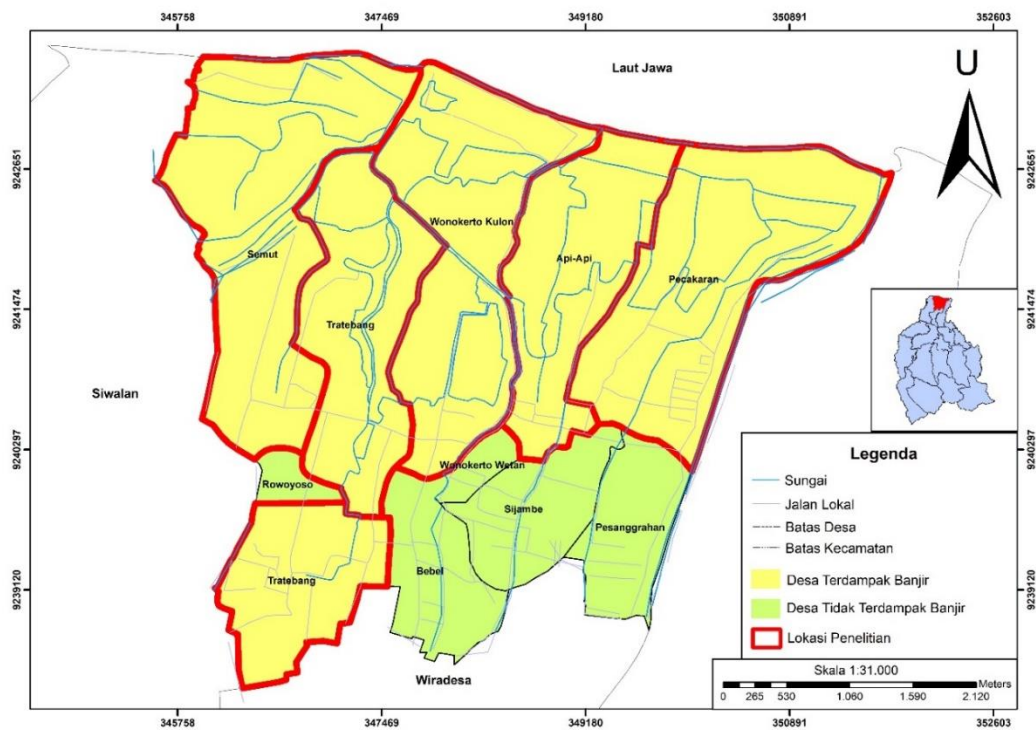 345758 347469 349180 350891 352603
Laut Jawa
U
9242651 9242651
Wonokerto Kulon
Semut
Api-Api
Pecakaran
9241474 9241474
Tratebang
Siwalan
9240297 9240297
Wonokerto Wetan
Rowoyoso
Sijambe
Pesanggrahan
Bebel
Tratebang
9239120 9239120
Wiradesa
Legenda
Sungai
Jalan Lokal
Batas Desa
Batas Kecamatan
Desa Terdampak Banjir
Desa Tidak Terdampak Banjir
Lokasi Penelitian
Skala 1:31.000
Meters
0 265 530 1.060 1.590 2.120
345758 347469 349180 350891 352603